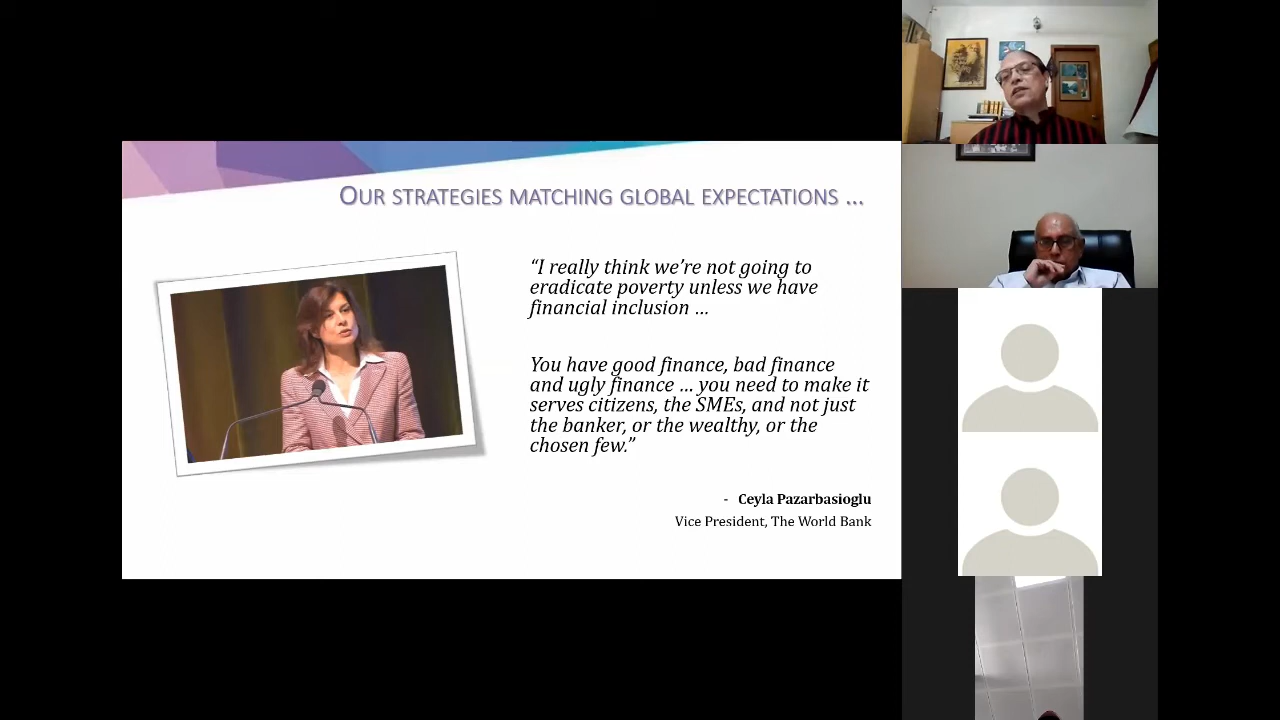 OUR STRATEGIES MATCHING GLOBAL EXPECTATIONS ...
“I really think we’re not going to
eradicate poverty unless we have
financial inclusion ...
You have good finance, bad finance
and ugly finance ... you need to make it
serves citizens, the SMEs, and not just
the banker, or the wealthy, or the
chosen few.”
- Ceyla Pazarbasioglu
Vice President, The World Bank